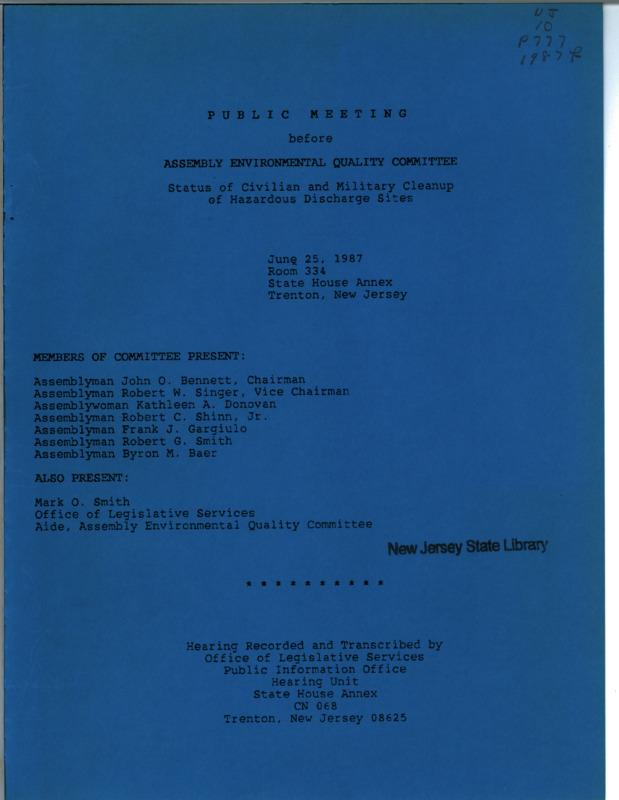 NJ
10
P777
1987f
PUBLIC MEETING
before
ASSEMBLY ENVIRONMENTAL QUALITY COMMITTEE
Status of Civilian and Military Cleanup
of Hazardous Discharge Sites
June 25, 1987
Room 334
State House Annex
Trenton, New Jersey
MEMBERS OF COMMITTEE PRESENT:
Assemblyman John O. Bennett, Chairman
Assemblyman Robert W. Singer, Vice Chairman
Assemblywoman Kathleen A. Donovan
Assemblyman Robert C. Shinn, Jr.
Assemblyman Frank J. Gargiulo
Assemblyman Robert G. Smith
Assemblyman Byron M. Baer
ALSO PRESENT:
Mark O. Smith
Office of Legislative Services
Aide, Assembly Environmental Quality Committee
New Jersey State Library
* * * * * * * * * *
Hearing Recorded and Transcribed by
Office of Legislative Services
Public Information Office
Hearing Unit
State House Annex
CN 068
Trenton, New Jersey 08625